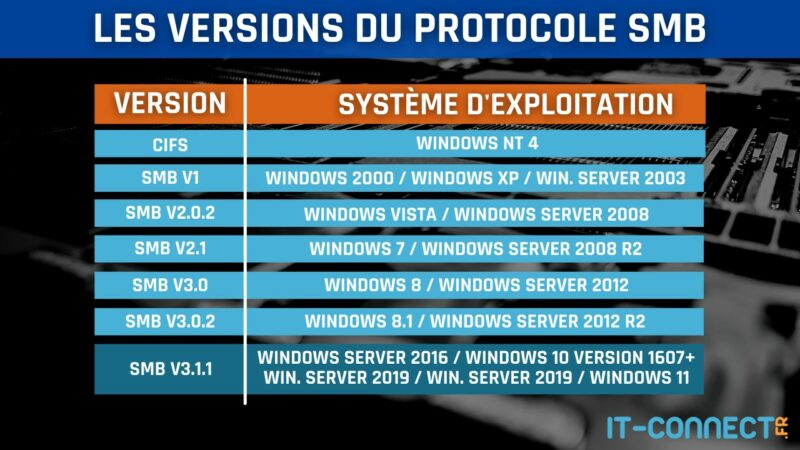 LES VERSIONS DU PROTOCOLE SMB
VERSION SYSTÈME D'EXPLOITATION
CIFS WINDOWS NT 4
SMB V1 WINDOWS 2000 / WINDOWS XP / WIN. SERVER 2003
SMB V2.0.2 WINDOWS VISTA / WINDOWS SERVER 2008
SMB V2.1 WINDOWS 7 / WINDOWS SERVER 2008 R2
SMB V3.0 WINDOWS 8 / WINDOWS SERVER 2012
SMB V3.0.2 WINDOWS 8.1 / WINDOWS SERVER 2012 R2
SMB V3.1.1 WINDOWS SERVER 2016 / WINDOWS 10 VERSION 1607+
WIN. SERVER 2019 / WIN. SERVER 2019 / WINDOWS 11
IT-CONNECT.FR